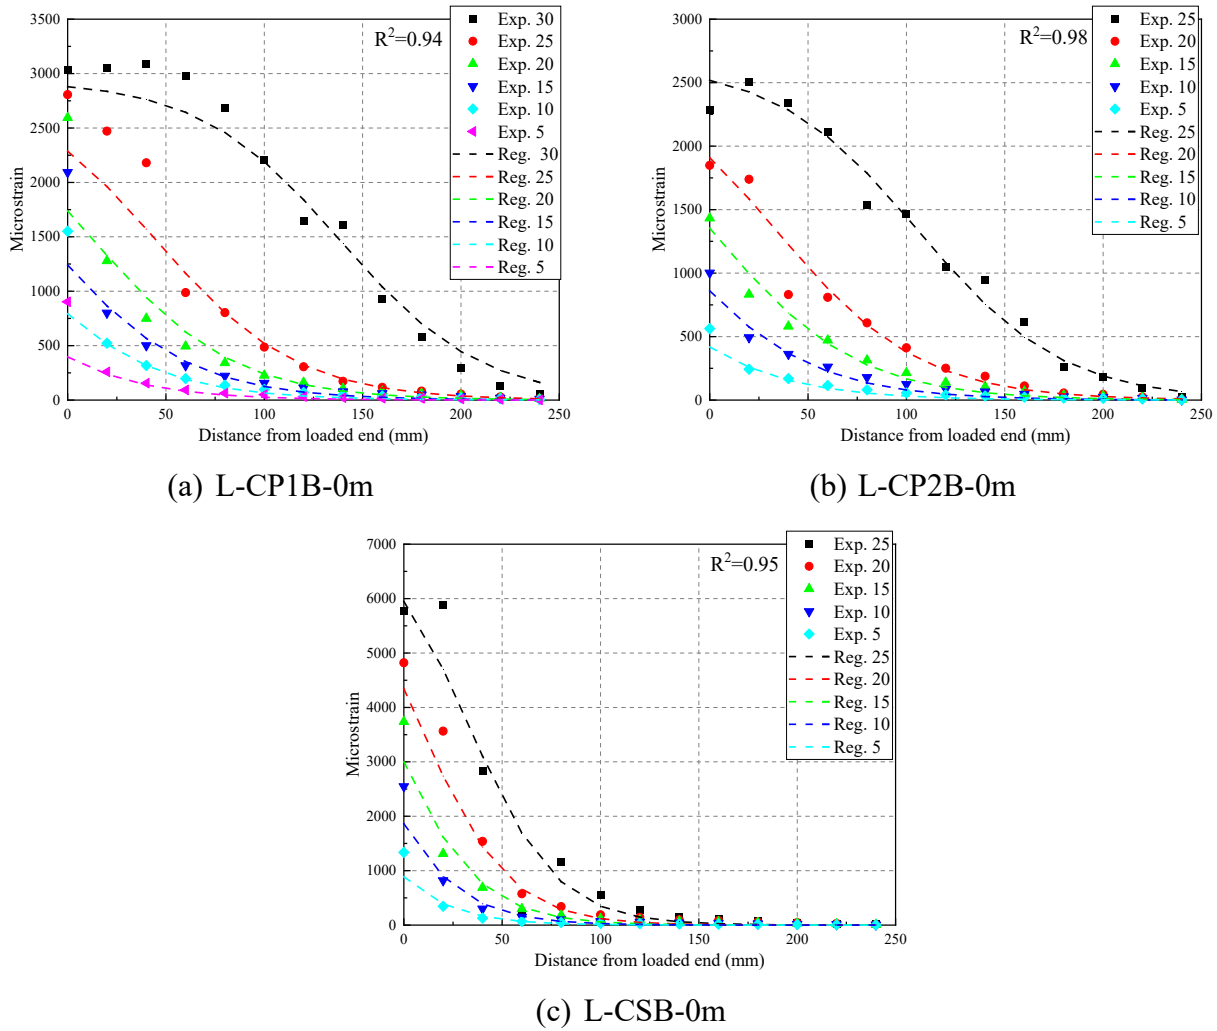 3500
3000
2500
2000
1500
1000
500
0
Microstrain
0
50
100
150
200
250
Distance from loaded end (mm)
R²=0.94
Exp. 30
Exp. 25
Exp. 20
Exp. 15
Exp. 10
Exp. 5
Reg. 30
Reg. 25
Reg. 20
Reg. 15
Reg. 10
Reg. 5
(a) L-CP1B-0m
3000
2500
2000
1500
1000
500
0
Microstrain
0
50
100
150
200
250
Distance from loaded end (mm)
R²=0.98
Exp. 25
Exp. 20
Exp. 15
Exp. 10
Exp. 5
Reg. 25
Reg. 20
Reg. 15
Reg. 10
Reg. 5
(b) L-CP2B-0m
7000
6000
5000
4000
3000
2000
1000
0
Microstrain
0
50
100
150
200
250
Distance from loaded end (mm)
R²=0.95
Exp. 25
Exp. 20
Exp. 15
Exp. 10
Exp. 5
Reg. 25
Reg. 20
Reg. 15
Reg. 10
Reg. 5
(c) L-CSB-0m